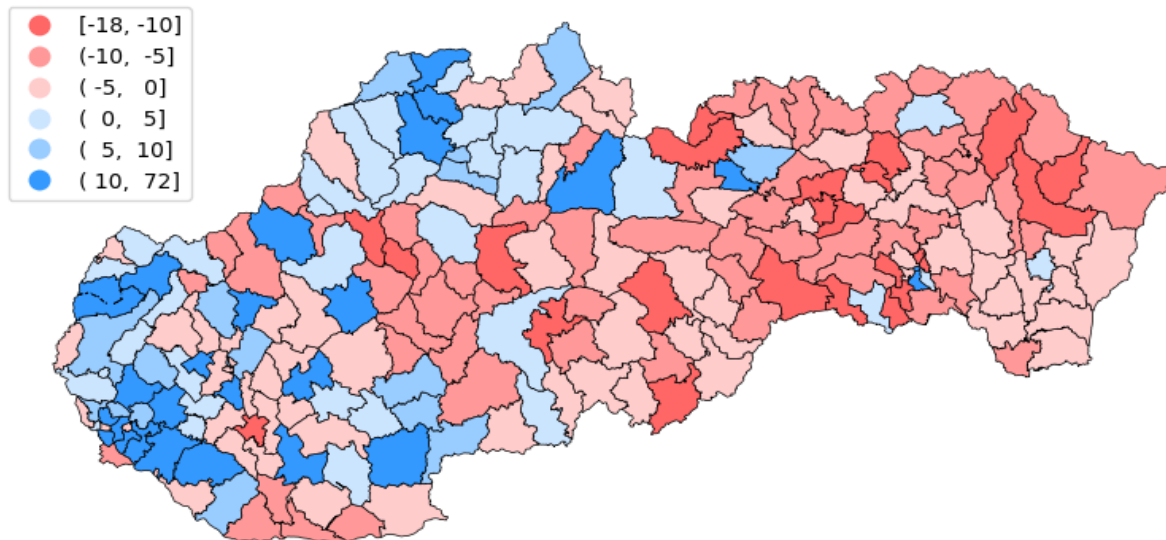 [-18, -10]
(-10,  -5]
( -5,   0]
(  0,   5]
(  5,  10]
( 10,  72]